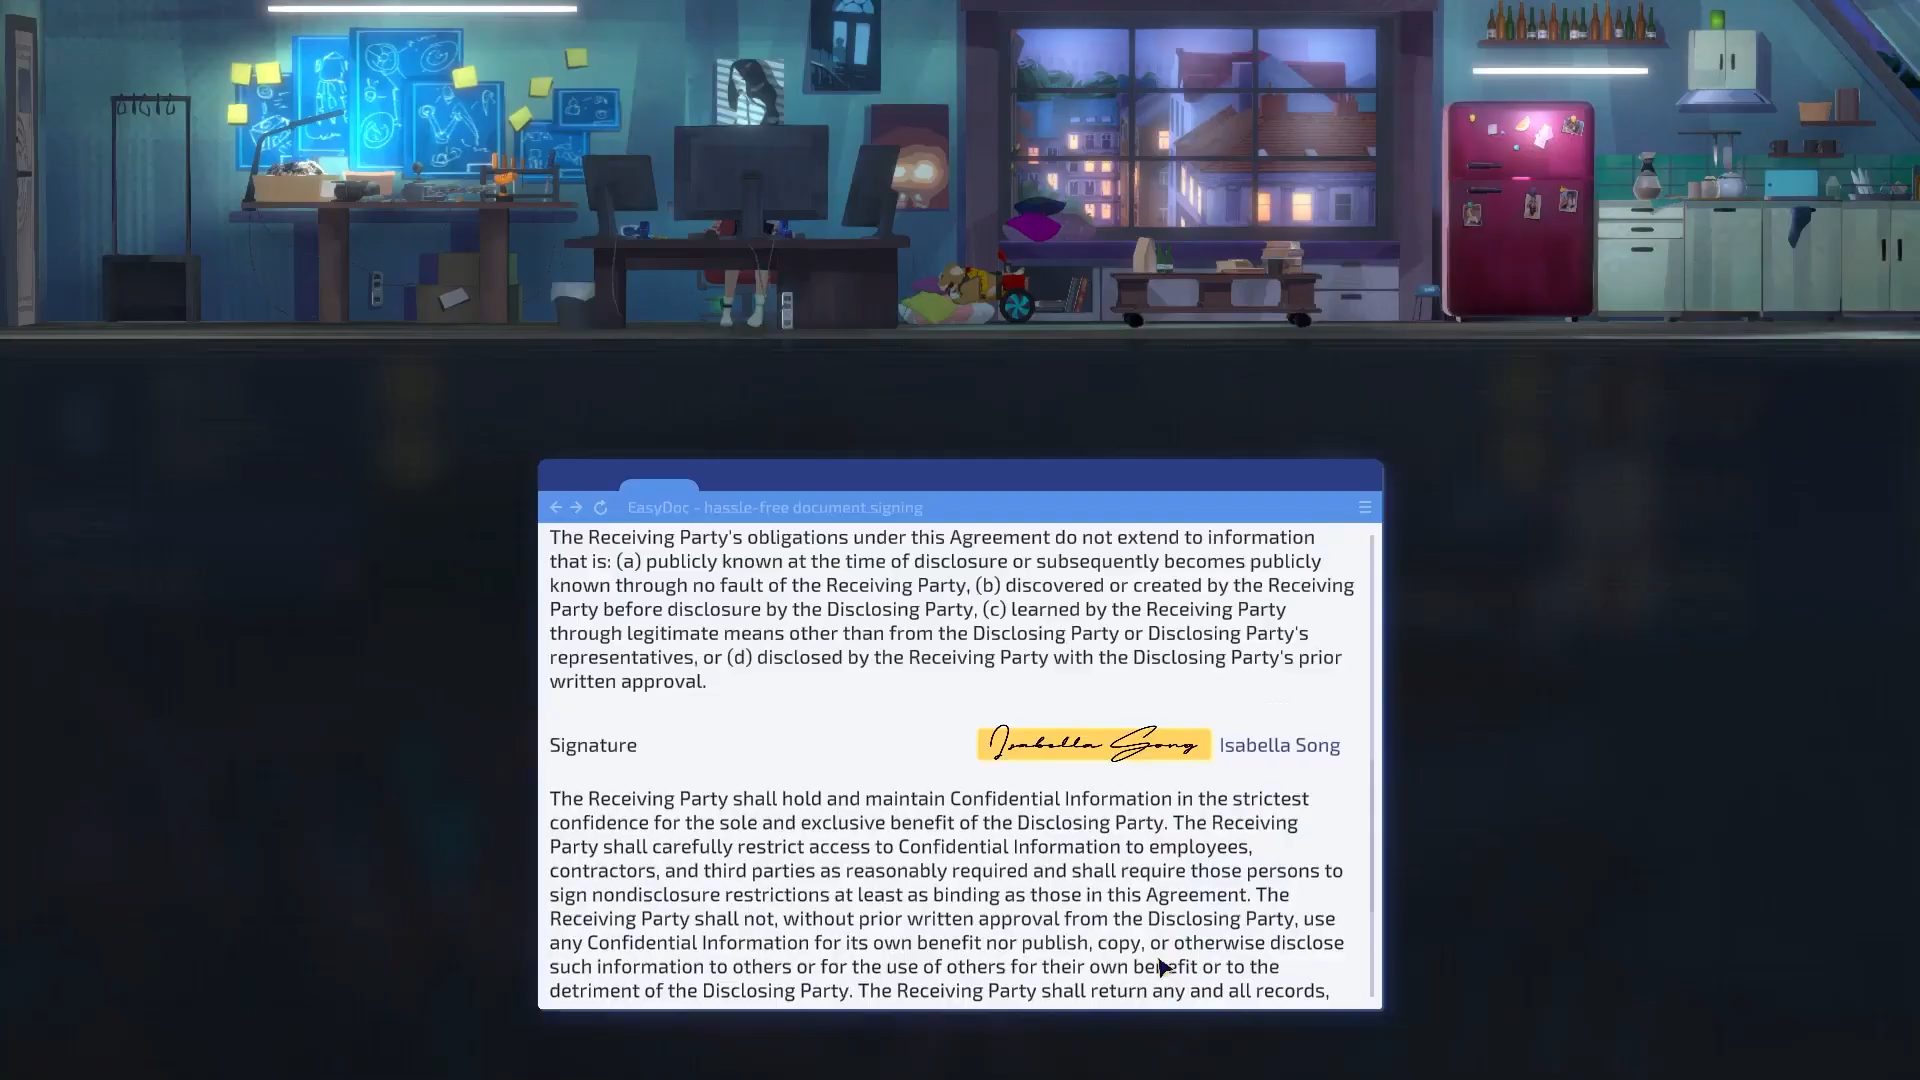 EasyDoc - hassle-free document signing
The Receiving Party's obligations under this Agreement do not extend to information
that is: (a) publicly known at the time of disclosure or subsequently becomes publicly
known through no fault of the Receiving Party, (b) discovered or created by the Receiving
Party before disclosure by the Disclosing Party, (c) learned by the Receiving Party
through legitimate means other than from the Disclosing Party or Disclosing Party's
representatives, or (d) disclosed by the Receiving Party with the Disclosing Party's prior
written approval.
Signature Isabella Song Isabella Song
The Receiving Party shall hold and maintain Confidential Information in the strictest
confidence for the sole and exclusive benefit of the Disclosing Party. The Receiving
Party shall carefully restrict access to Confidential Information to employees,
contractors, and third parties as reasonably required and shall require those persons to
sign nondisclosure restrictions at least as binding as those in this Agreement. The
Receiving Party shall not, without prior written approval from the Disclosing Party, use
any Confidential Information for its own benefit nor publish, copy, or otherwise disclose
such information to others or for the use of others for their own benefit or to the
detriment of the Disclosing Party. The Receiving Party shall return any and all records,